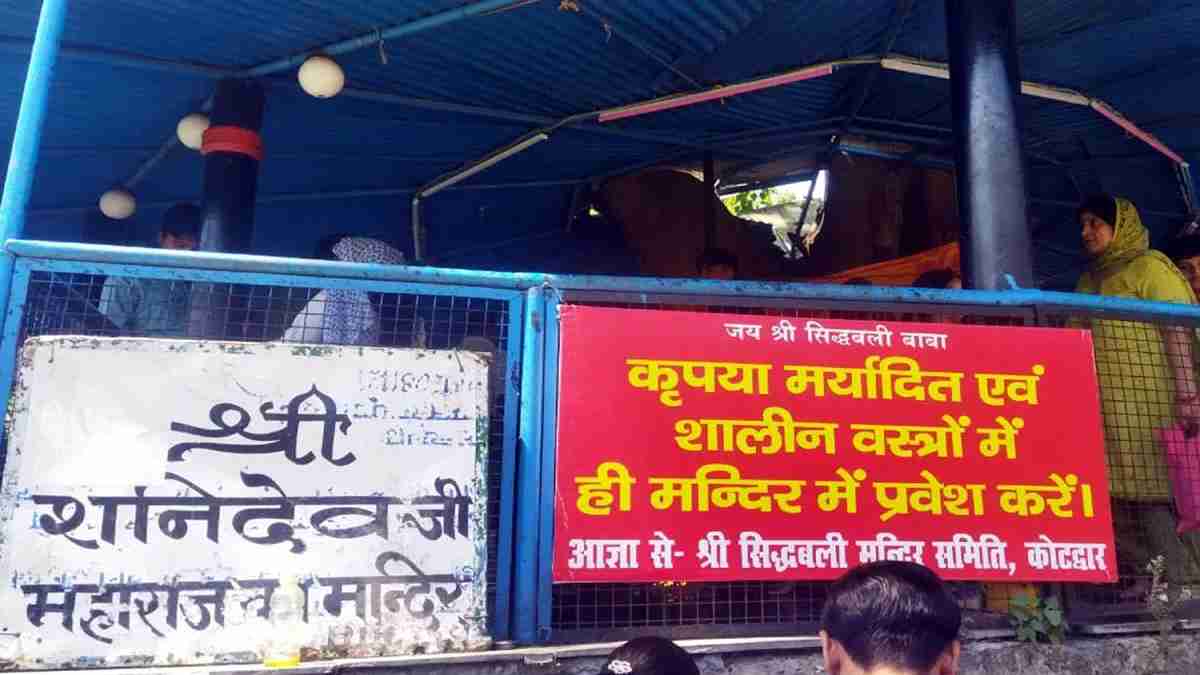 श्री
शनिदेव जी
महाराज का मन्दिर
जय श्री सिद्धबली बाबा
कृपया मर्यादित एवं
शालीन वस्त्रों में
ही मन्दिर में प्रवेश करें।
आज्ञा से- श्री सिद्धबली मन्दिर समिति, कोटद्वार